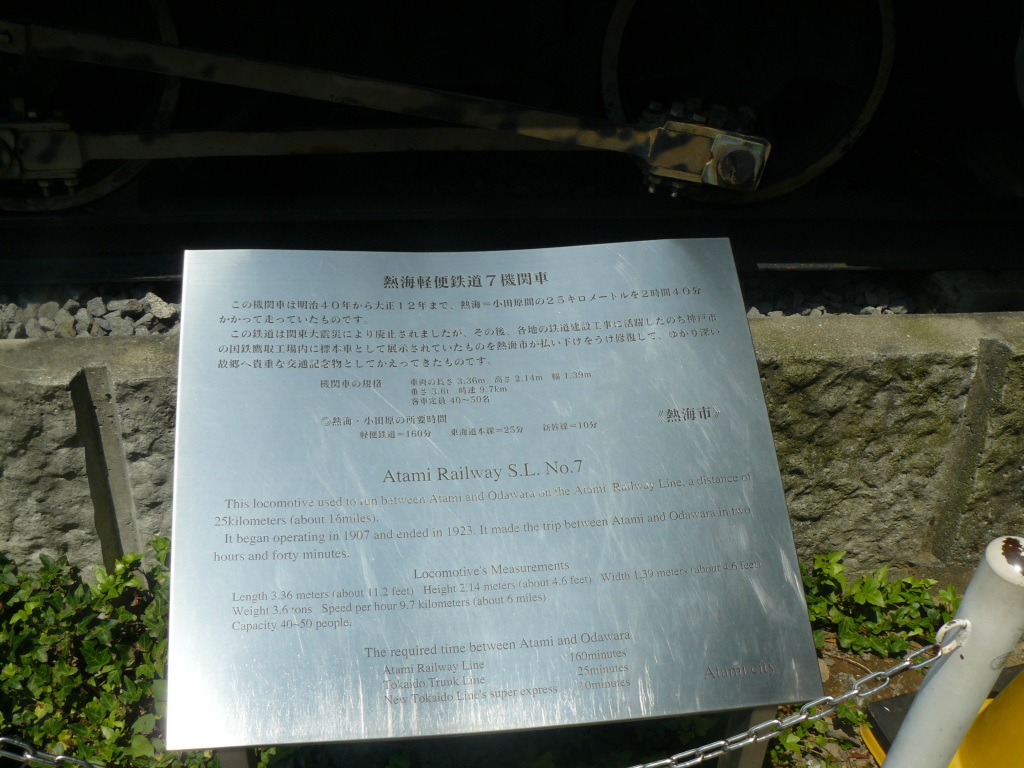 熱海軽便鉄道7機関車
この機関車は明治40年から大正12年まで、熱海=小田原間の25キロメートルを2時間40分
かかって走っていたものです。
この鉄道は関東大震災により廃止されましたが、その後、各地の鉄道建設工事に活躍したのち神戸市
の国鉄鷹取工場内に標本車として展示されていたものを熱海市が払い下げをうけ修復して、ゆかり深い
故郷へ貴重な交通記念物としてかえってきたものです。
機関車の規格 車両の長さ 3.36m 高さ 2.14m 幅 1.39m
重さ 3.6t 時速 9.7km
客車定員 40〜50名
◎熱海・小田原の所要時間
軽便鉄道=160分 東海道本線=25分 新幹線=10分
《熱海市》
Atami Railway S.L. No.7
This locomotive used to run between Atami and Odawara on the Atami Railway Line, a distance of
25kilometers (about 16miles).
It began operating in 1907 and ended in 1923. It made the trip between Atami and Odawara in two
hours and forty minutes.
Locomotive's Measurements
Length 3.36 meters (about 11.2 feet) Height 2.14 meters (about 4.6 feet) Width 1.39 meters (about 4.6 feet)
Weight 3.6 tons Speed per hour 9.7 kilometers (about 6 miles)
Capacity 40~50 people.
The required time between Atami and Odawara
Atami Railway Line 160minutes
Tokaido Trunk Line 25minutes
New Tokaido Line's super express 10minutes
Atami city